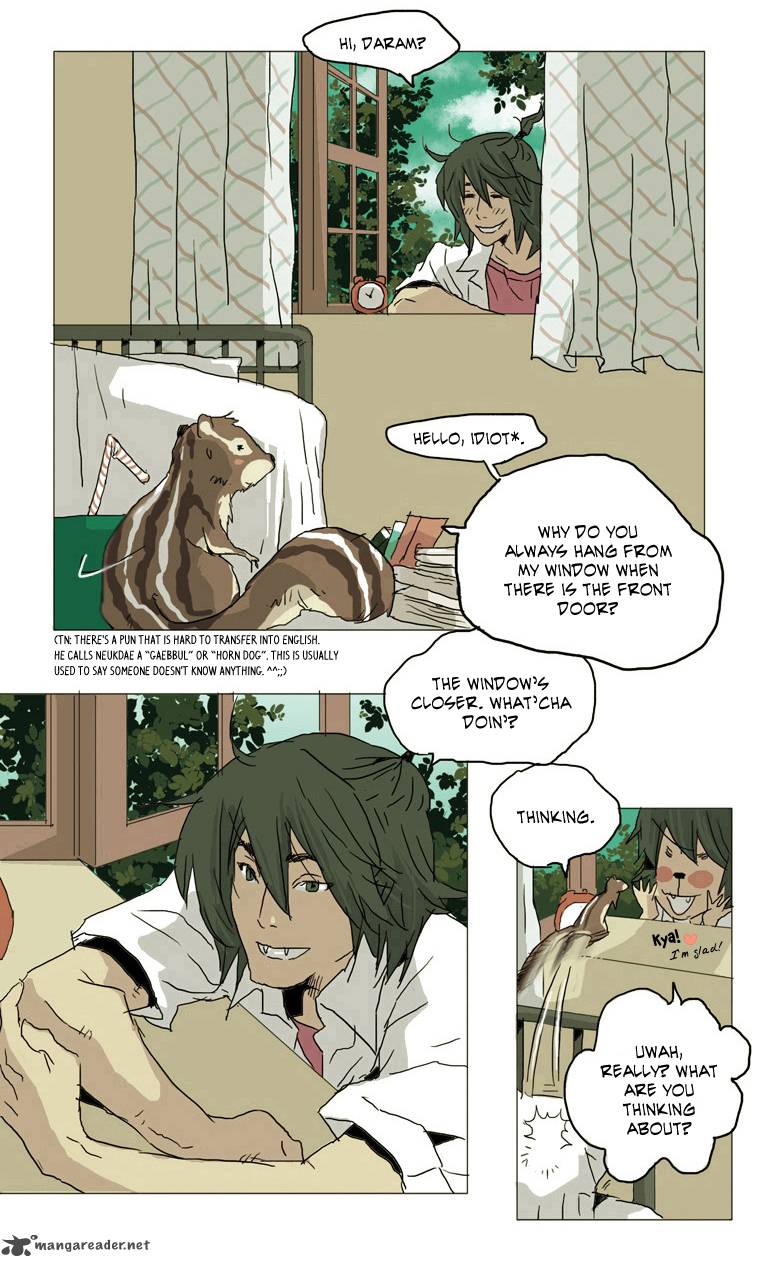 HI, DARAM?
HELLO, IDIOT*.
WHY DO YOU
ALWAYS HANG FROM
MY WINDOW WHEN
THERE IS THE FRONT
DOOR?
(TN: THERE'S A PUN THAT IS HARD TO TRANSFER INTO ENGLISH.
HE CALLS NEUKDAE A "GAEBBUL" OR "HORN DOG". THIS IS USUALLY
USED TO SAY SOMEONE DOESN'T KNOW ANYTHING. ^^;;)
THE WINDOW'S
CLOSER. WHAT'CHA
DOIN'?
THINKING.
Kya!
I'm glad!
UWAH,
REALLY? WHAT
ARE YOU
THINKING
ABOUT?
mangareader.net